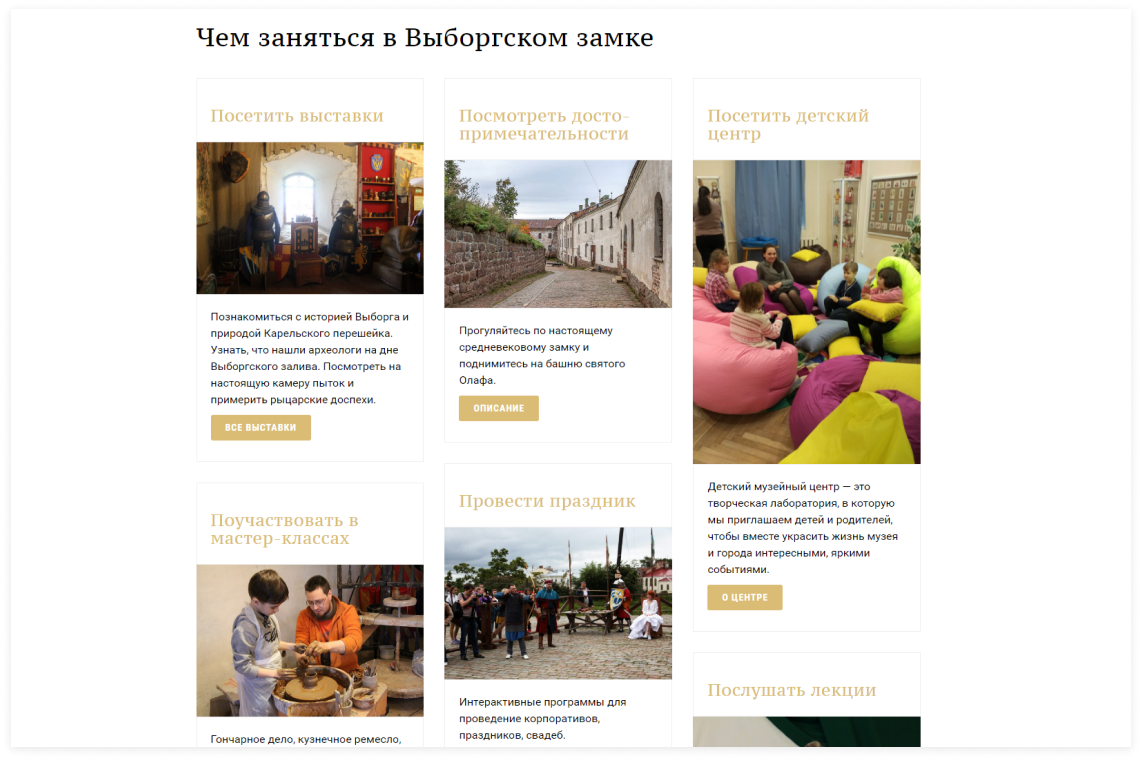 Чем заняться в Выборгском замке
Посетить выставки
Познакомиться с историей Выборга и
природой Карельского перешейка.
Узнать, что нашли археологи на дне
Выборгского залива. Посмотреть на
настоящую камеру пыток и
примерить рыцарские доспехи.
ВСЕ ВЫСТАВКИ
Поучаствовать в
мастер-классах
Гончарное дело, кузнечное ремесло,
Посмотреть досто-
примечательности
Прогуляйтесь по настоящему
средневековому замку и
поднимитесь на башню святого
Олафа.
ОПИСАНИЕ
Провести праздник
Интерактивные программы для
проведение корпоративов,
праздников, свадеб.
Посетить детский
центр
Детский музейный центр — это
творческая лаборатория, в которую
мы приглашаем детей и родителей,
чтобы вместе украсить жизнь музея
и города интересными, яркими
событиями.
О ЦЕНТРЕ
Послушать лекции